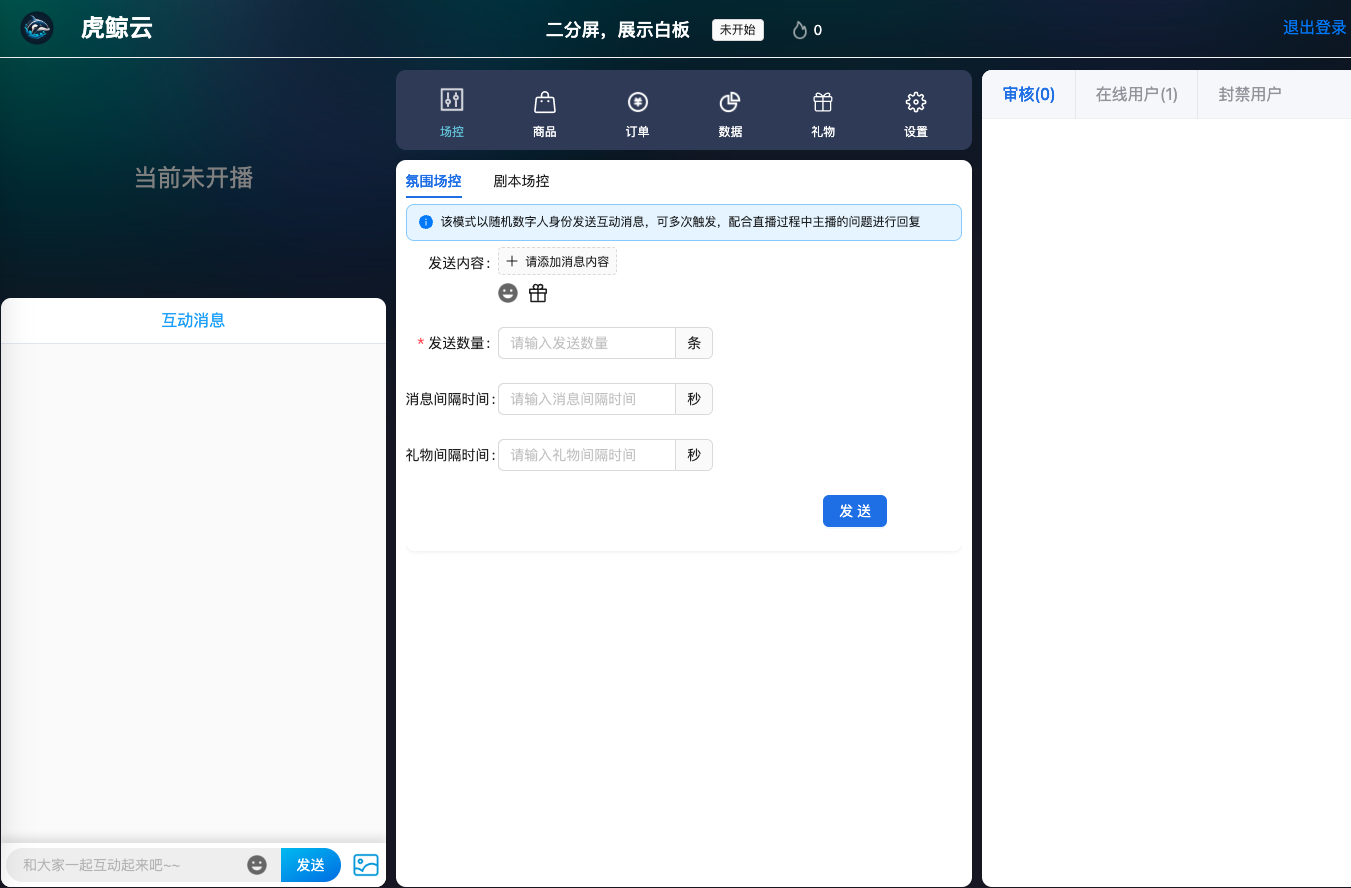 虎鲸云
二分屏，展示白板
未开始
0
退出登录
当前未开播
互动消息
和大家一起互动起来吧~~
发送
场控
商品
订单
数据
礼物
设置
氛围场控
剧本场控
该模式以随机数字人身份发送互动消息，可多次触发，配合直播过程中主播的问题进行回复
发送内容:
请添加消息内容
* 发送数量:
请输入发送数量
条
消息间隔时间:
请输入消息间隔时间
秒
礼物间隔时间:
请输入礼物间隔时间
秒
发 送
审核(0)
在线用户(1)
封禁用户